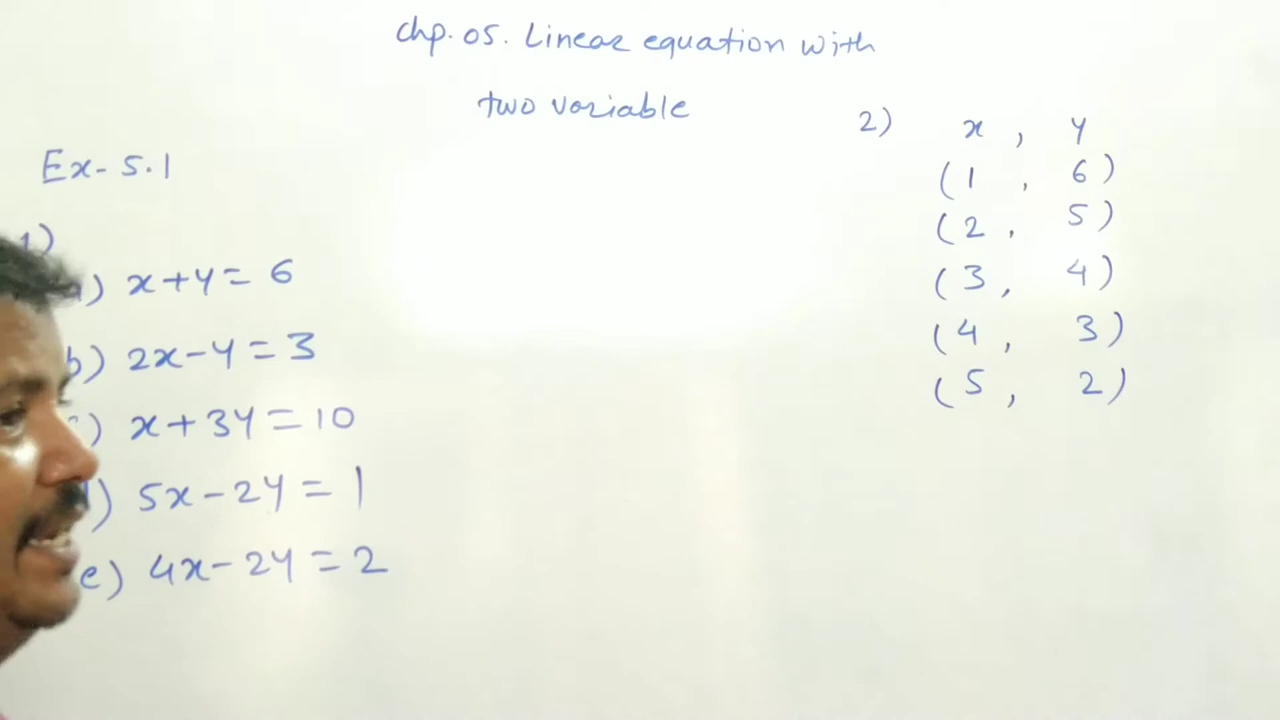 Chp. 05. Linear equation with
two variable
Ex- 5.1
1)
a) x+y= 6
b) 2x-y=3
c) x+3y=10
d) 5x-2y= 1
e) 4x-2y=2
2) x , y
(1 , 6)
(2 , 5)
(3 , 4)
(4 , 3)
(5 , 2)